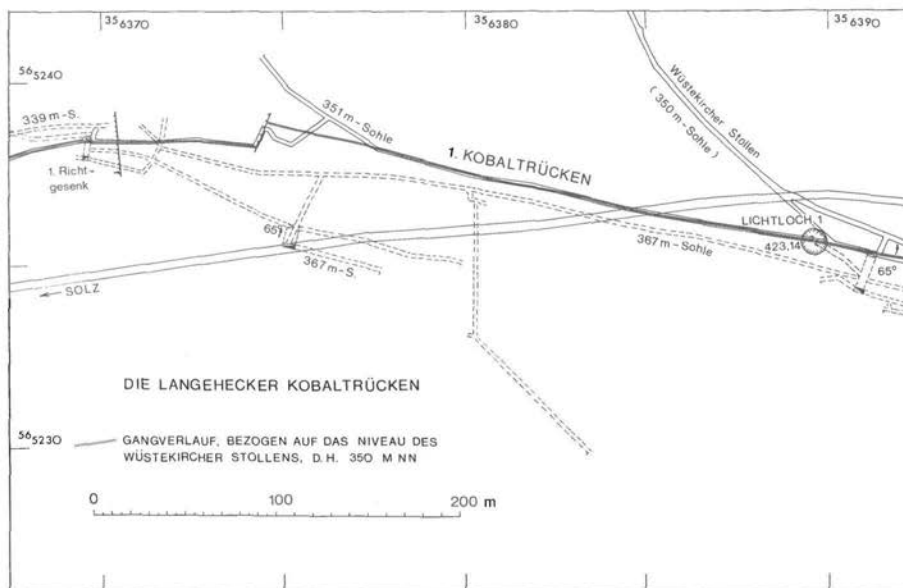 35 6370
35 6380
35 6390
56 5240
339 m-S.
351 m-Sohle
Wüstekircher Stollen
( 350 m-Sohle )
1. KOBALTRÜCKEN
1. Richt-
gesenk
LICHTLOCH 1
423,14
65°
367 m-S.
367 m-Sohle
65°
SOLZ
DIE LANGEHECKER KOBALTRÜCKEN
56 5230
GANGVERLAUF, BEZOGEN AUF DAS NIVEAU DES
WÜSTEKIRCHER STOLLENS, D.H. 350 M NN
0 100 200 m